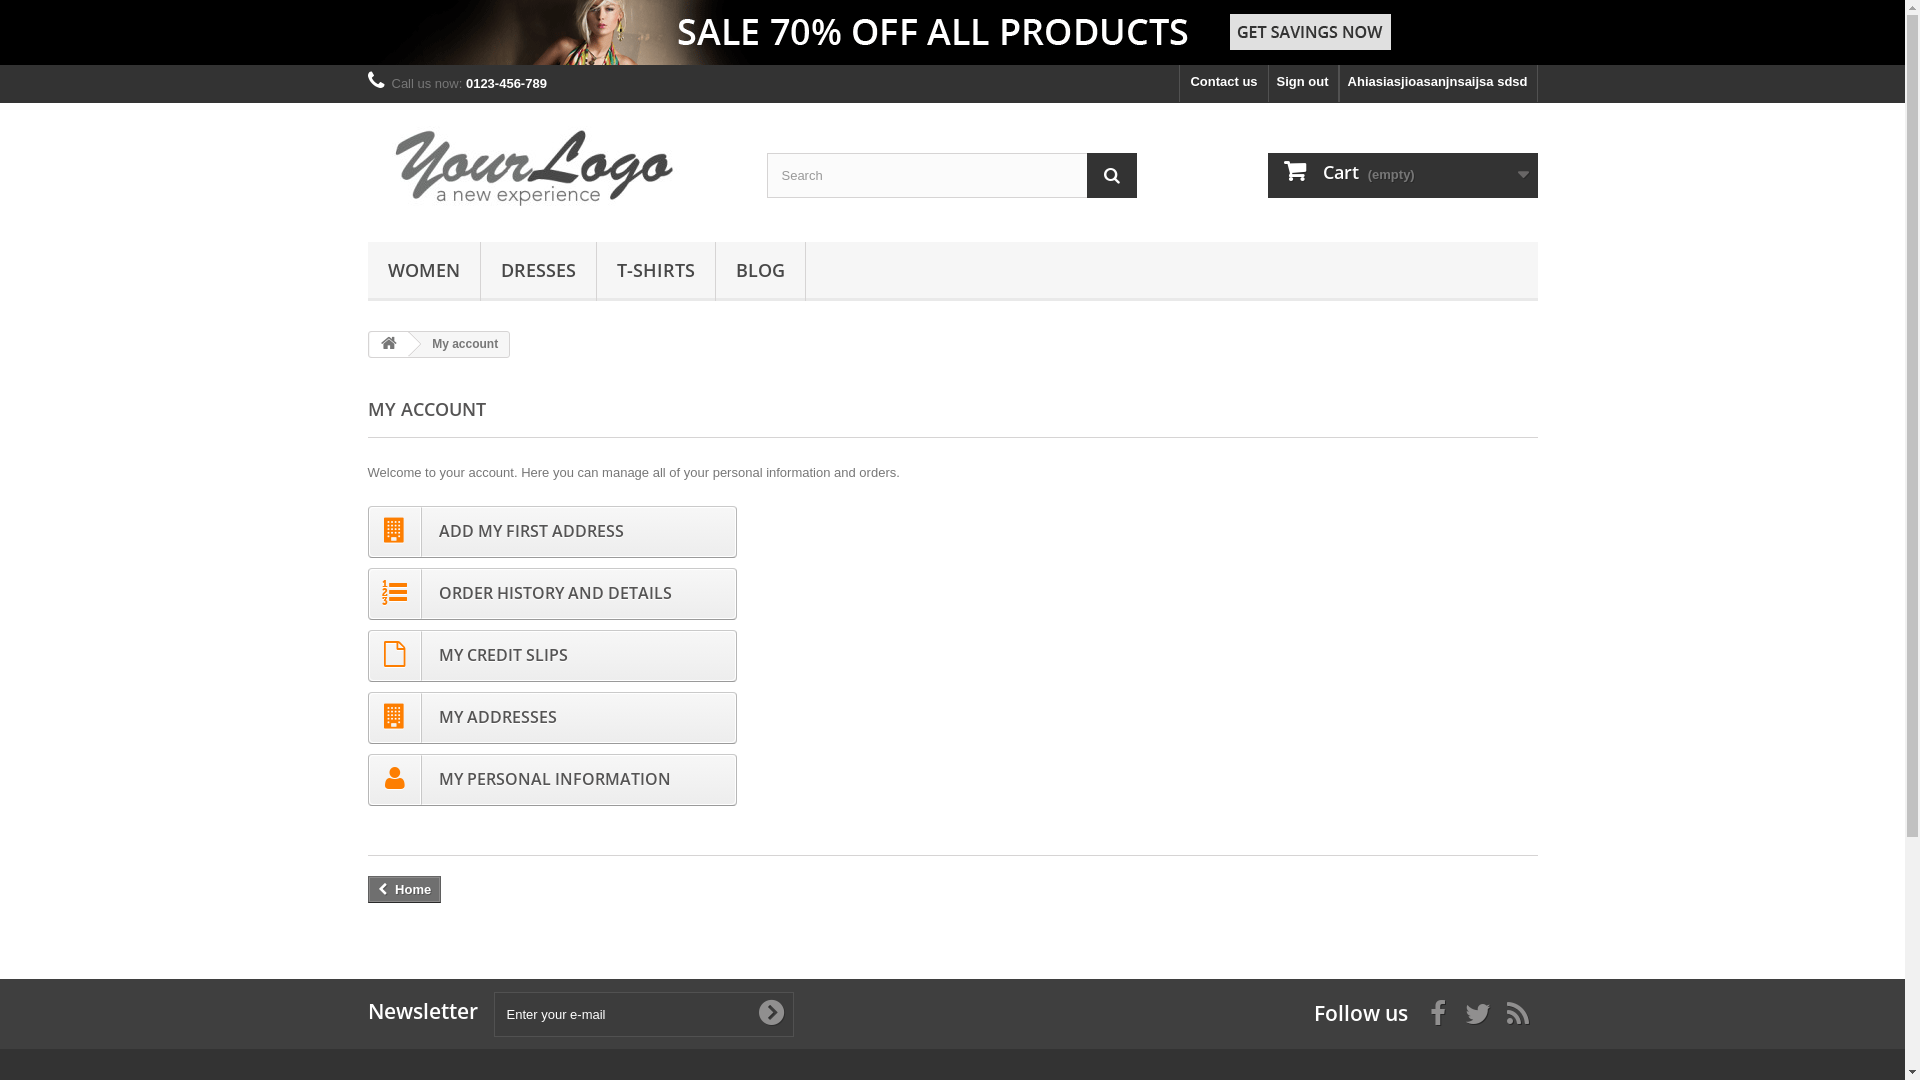 SALE 70% OFF ALL PRODUCTS GET SAVINGS NOW
Call us now: 0123-456-789 Contact us Sign out Ahiasiasjioasanjnsaijsa sdsd
Your Logo
a new experience
Search
Cart (empty)
WOMEN DRESSES T-SHIRTS BLOG
My account
MY ACCOUNT
Welcome to your account. Here you can manage all of your personal information and orders.
ADD MY FIRST ADDRESS
ORDER HISTORY AND DETAILS
MY CREDIT SLIPS
MY ADDRESSES
MY PERSONAL INFORMATION
Home
Newsletter Enter your e-mail Follow us